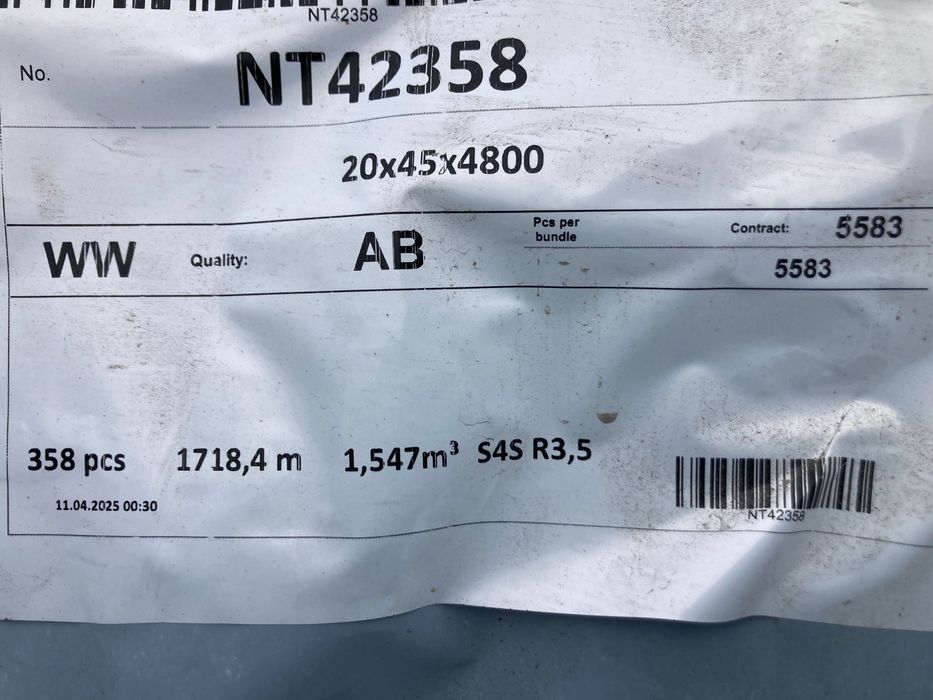 NT42358
No. NT42358
20x45x4800
WW Quality: AB Pcs per bundle Contract: 5583
5583
358 pcs 1718,4 m 1,547m³ S4S R3,5
11.04.2025 00:30
NT42358